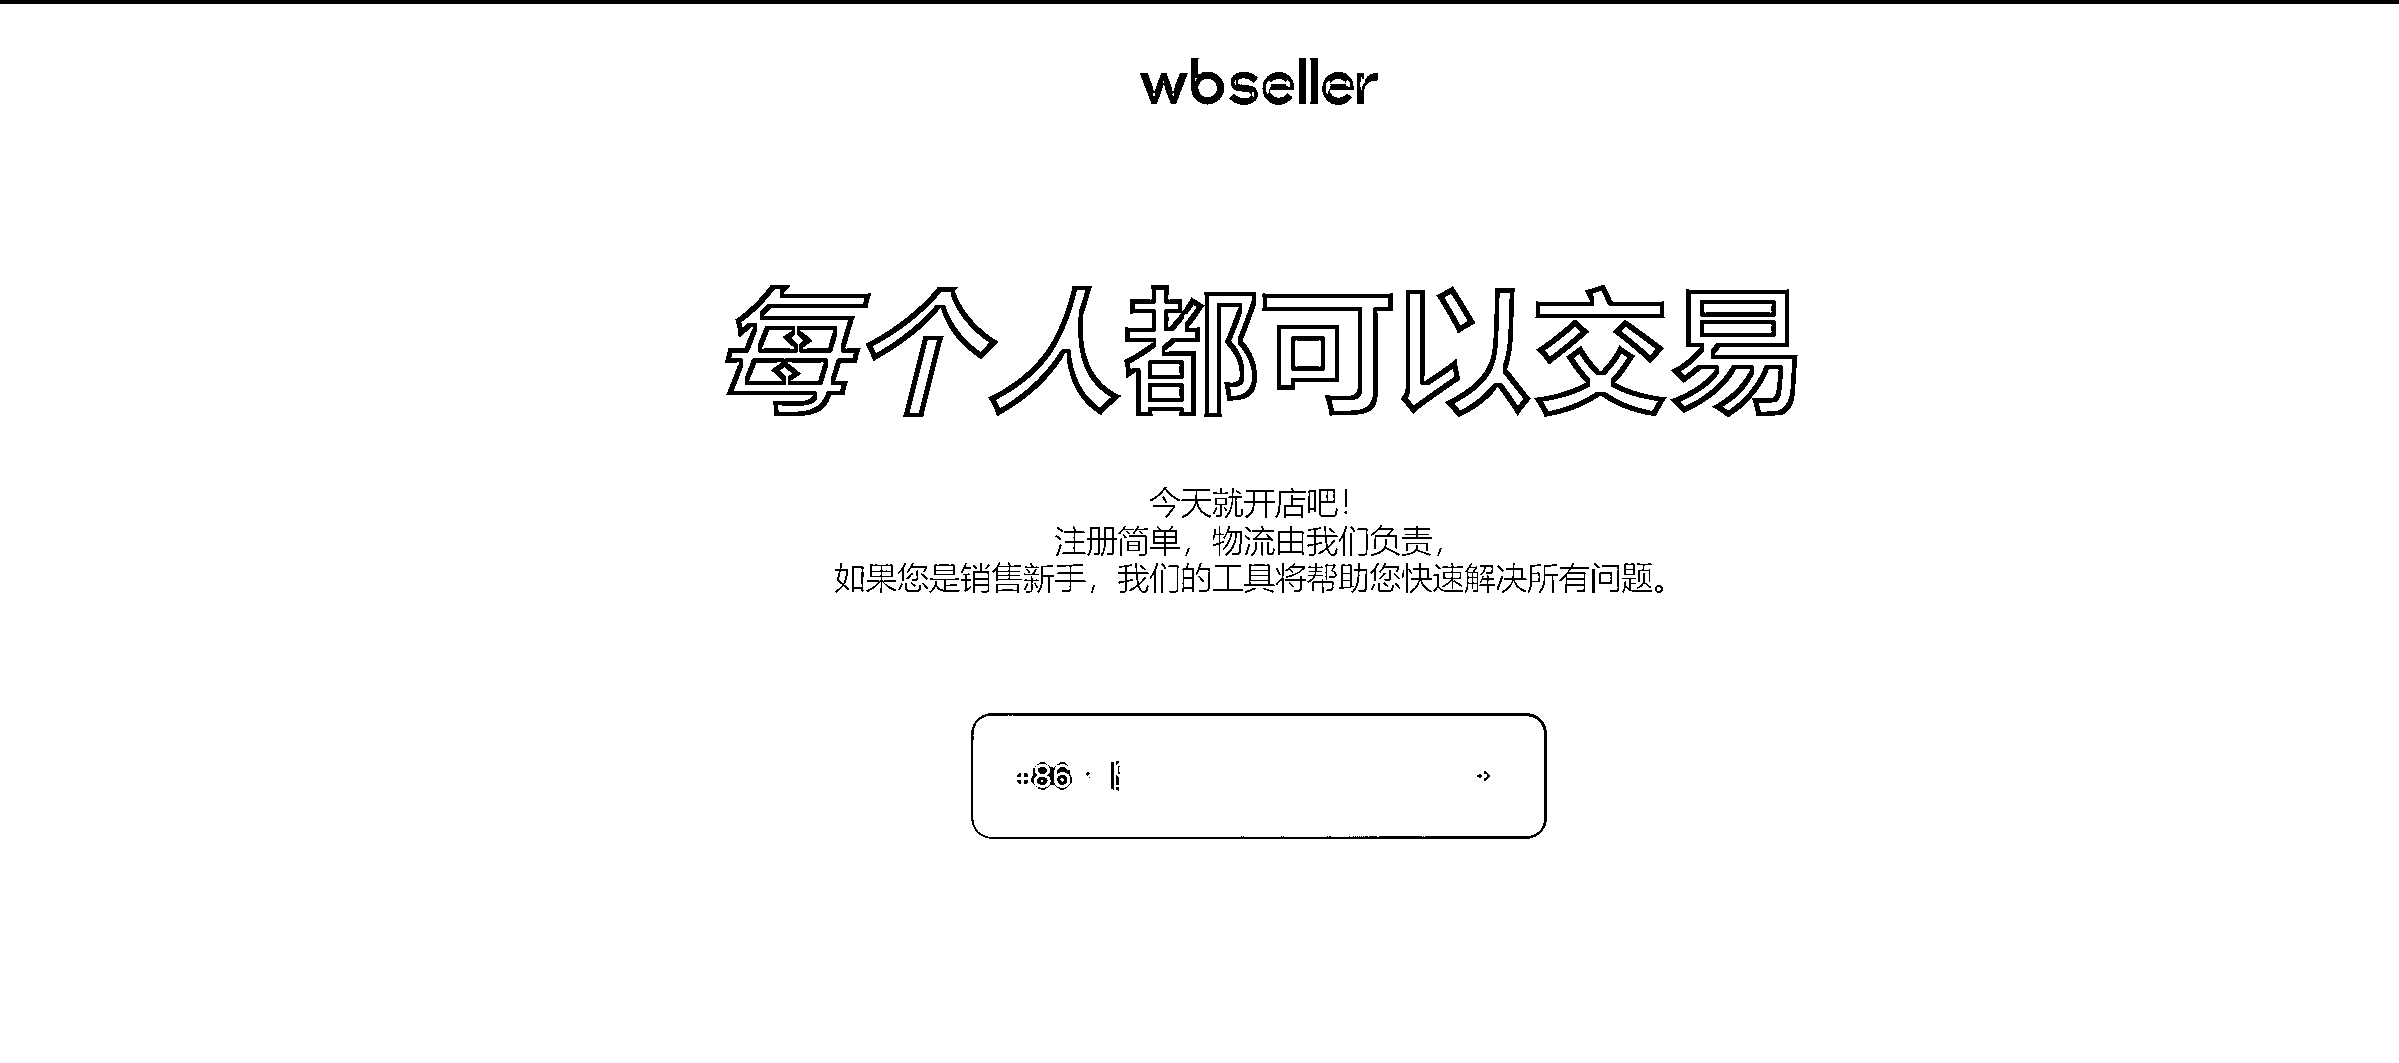 wbseller
每个人都可以交易
今天就开店吧！
注册简单，物流由我们负责，
如果您是销售新手，我们的工具将帮助您快速解决所有问题。
+86